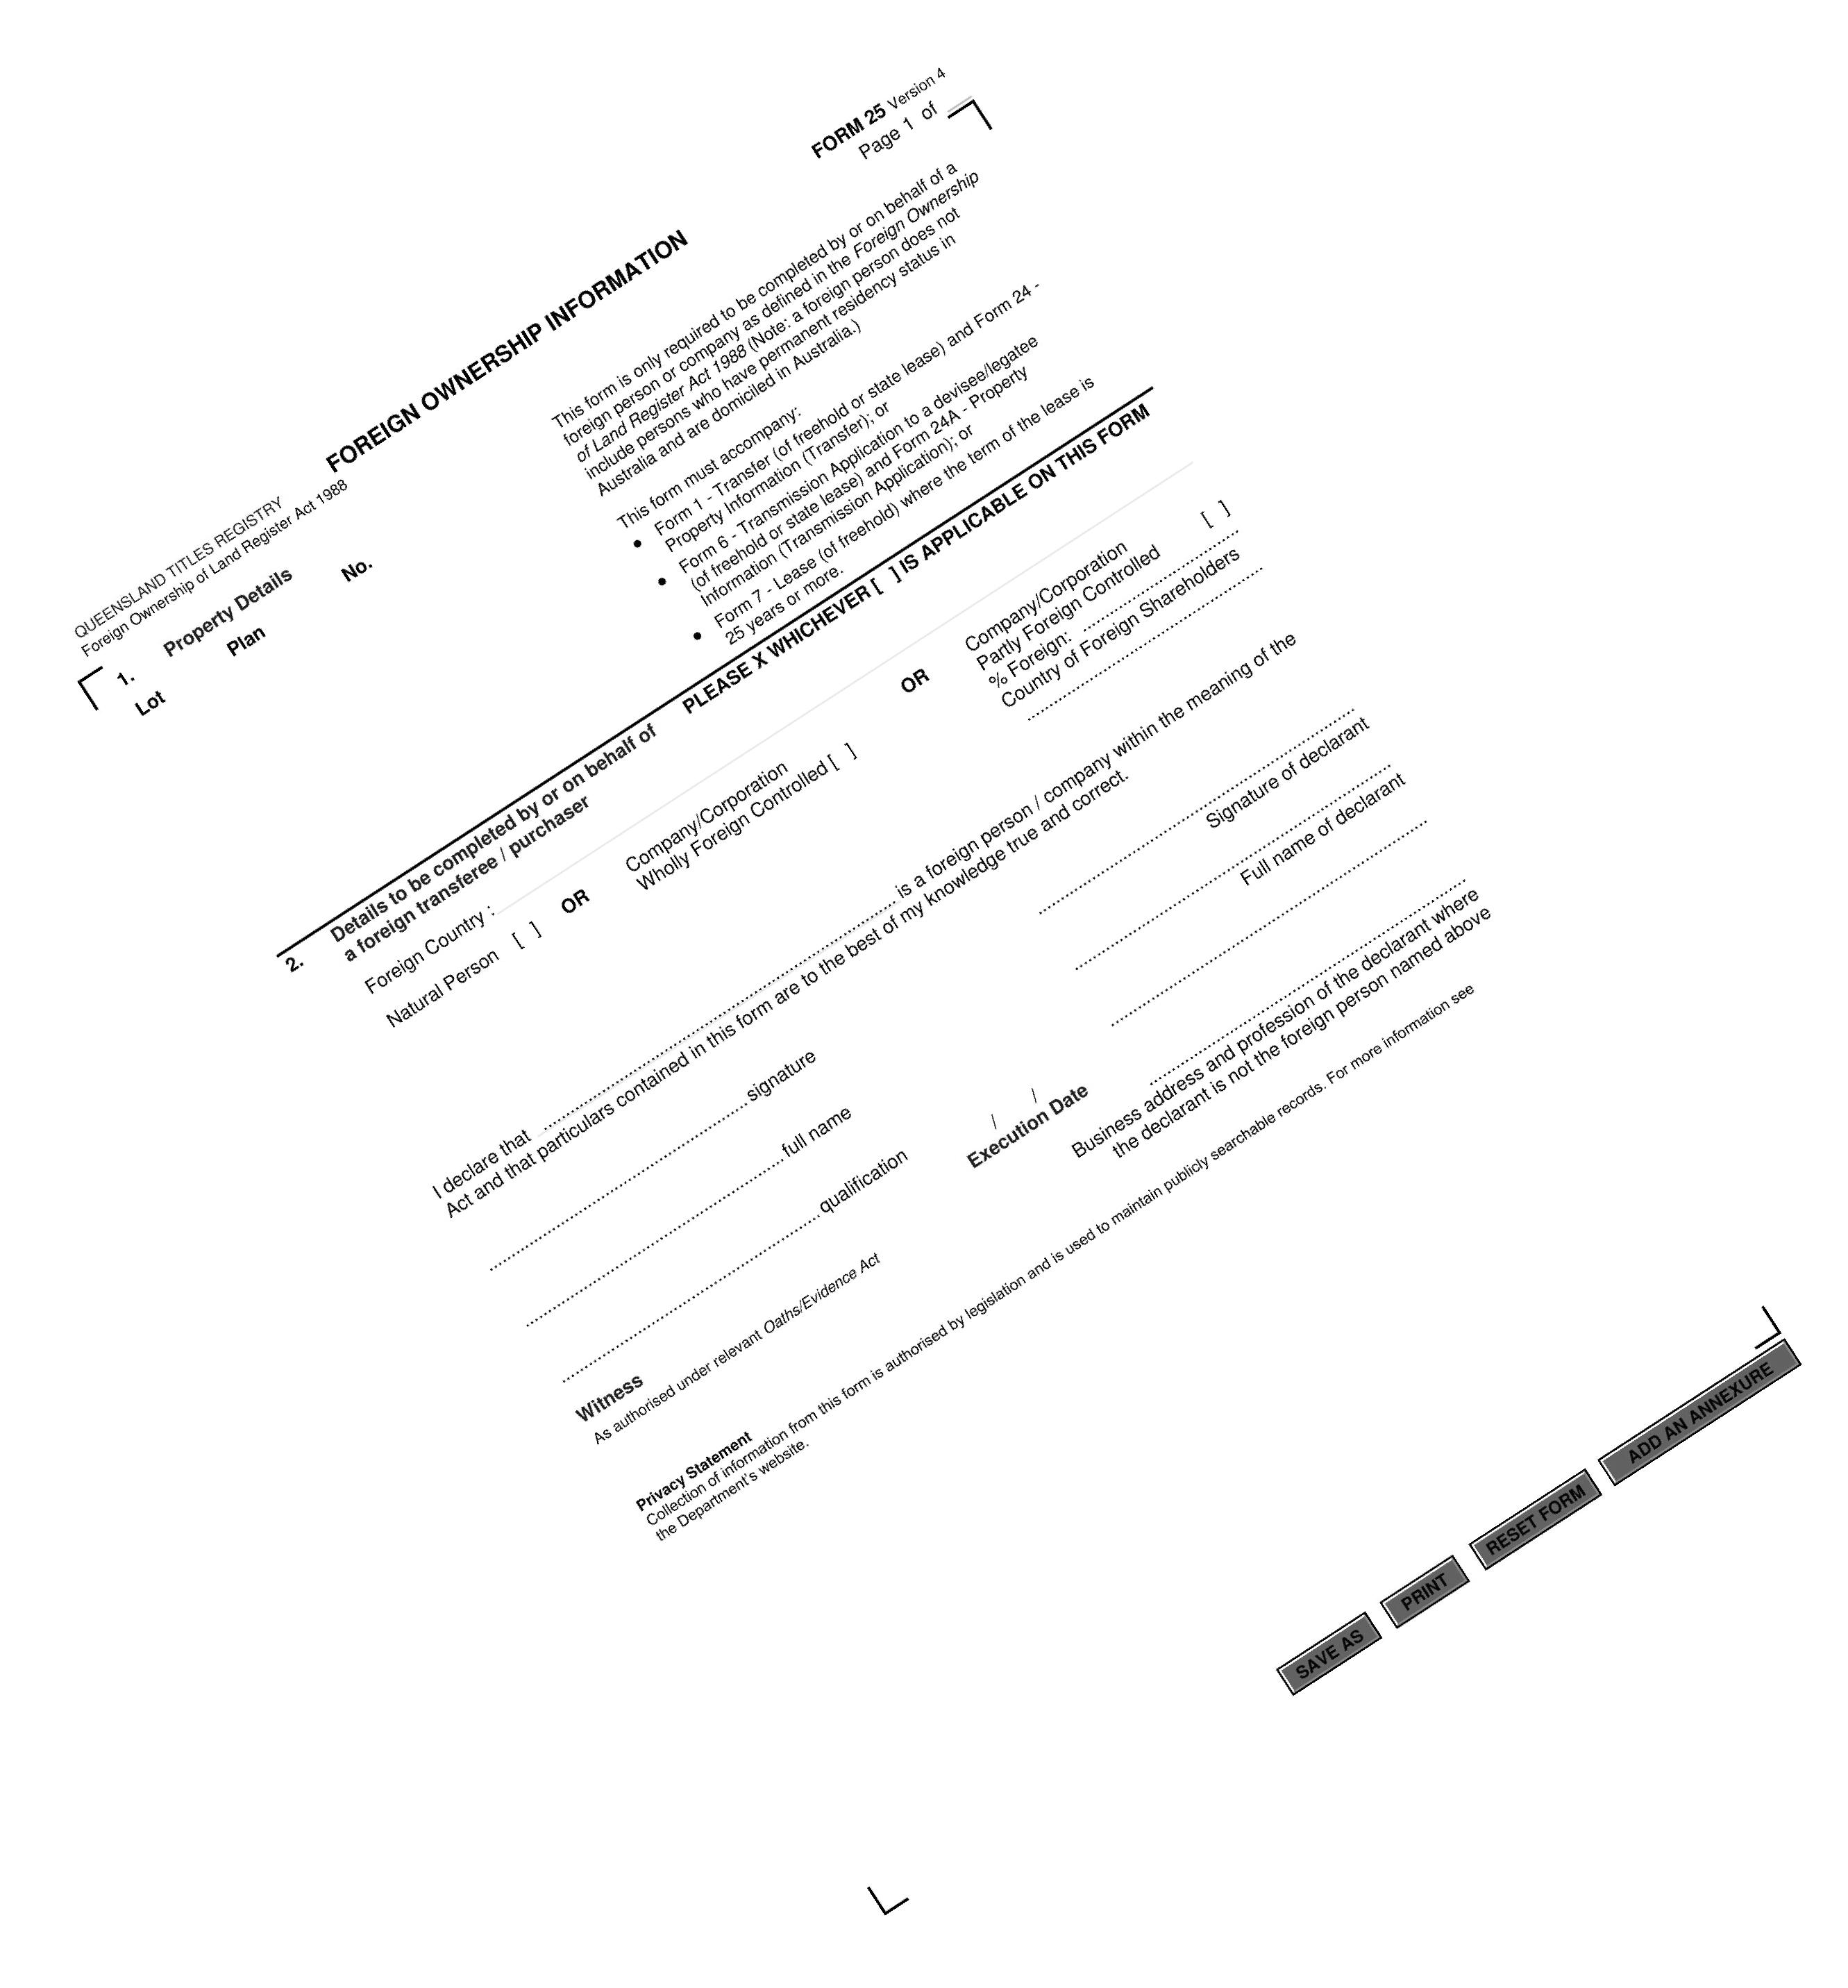 QUEENSLAND TITLES REGISTRY
Foreign Ownership of Land Register Act 1988
FOREIGN OWNERSHIP INFORMATION
FORM 25 Version 4
Page 1 of
1. Property Details
Lot Plan No.
This form is only required to be completed by or on behalf of a
foreign person or company as defined in the Foreign Ownership
of Land Register Act 1988 (Note: a foreign person does not
include persons who have permanent residency status in
Australia and are domiciled in Australia.)
This form must accompany:
• Form 1 - Transfer (of freehold or state lease) and Form 24 -
Property Information (Transfer); or
• Form 6 - Transmission Application to a devisee/legatee
(of freehold or state lease) and Form 24A - Property
Information (Transmission Application); or
• Form 7 - Lease (of freehold) where the term of the lease is
25 years or more.
2. Details to be completed by or on behalf of
a foreign transferee / purchaser
PLEASE X WHICHEVER [ ] IS APPLICABLE ON THIS FORM
Foreign Country :
Natural Person [ ]
OR
Company/Corporation
Wholly Foreign Controlled [ ]
OR
Company/Corporation
Partly Foreign Controlled [ ]
% Foreign: ........................................
Country of Foreign Shareholders
............................................................
I declare that ............................................................ is a foreign person / company within the meaning of the
Act and that particulars contained in this form are to the best of my knowledge true and correct.
............................................................signature
............................................................full name
............................................................qualification
Witness
As authorised under relevant Oaths/Evidence Act
/ /
Execution Date
............................................................
Signature of declarant
............................................................
Full name of declarant
............................................................
............................................................
Business address and profession of the declarant where
the declarant is not the foreign person named above
Privacy Statement
Collection of information from this form is authorised by legislation and is used to maintain publicly searchable records. For more information see
the Department's website.
SAVE AS
PRINT
RESET FORM
ADD AN ANNEXURE